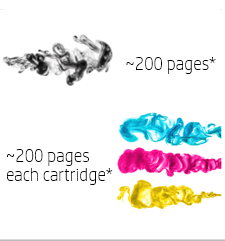 ~200 pages*
~200 pages
each cartridge*